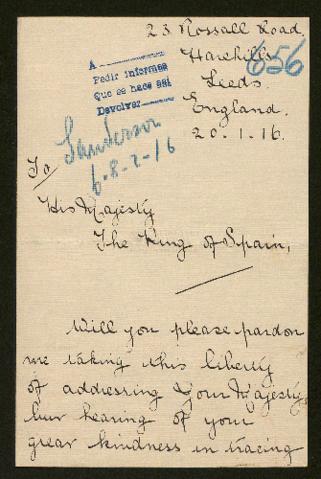 23 Rossall Road.
Harehills
656
Leeds.
England.
20.1.16.
A
Pedir informes
Que se hace así
Devolver
Sanderson
6-8-2-16
To/
His Majesty
The King of Spain,
Will you please pardon
me taking this liberty
of addressing Your Majesty,
but hearing of your
great kindness in tracing